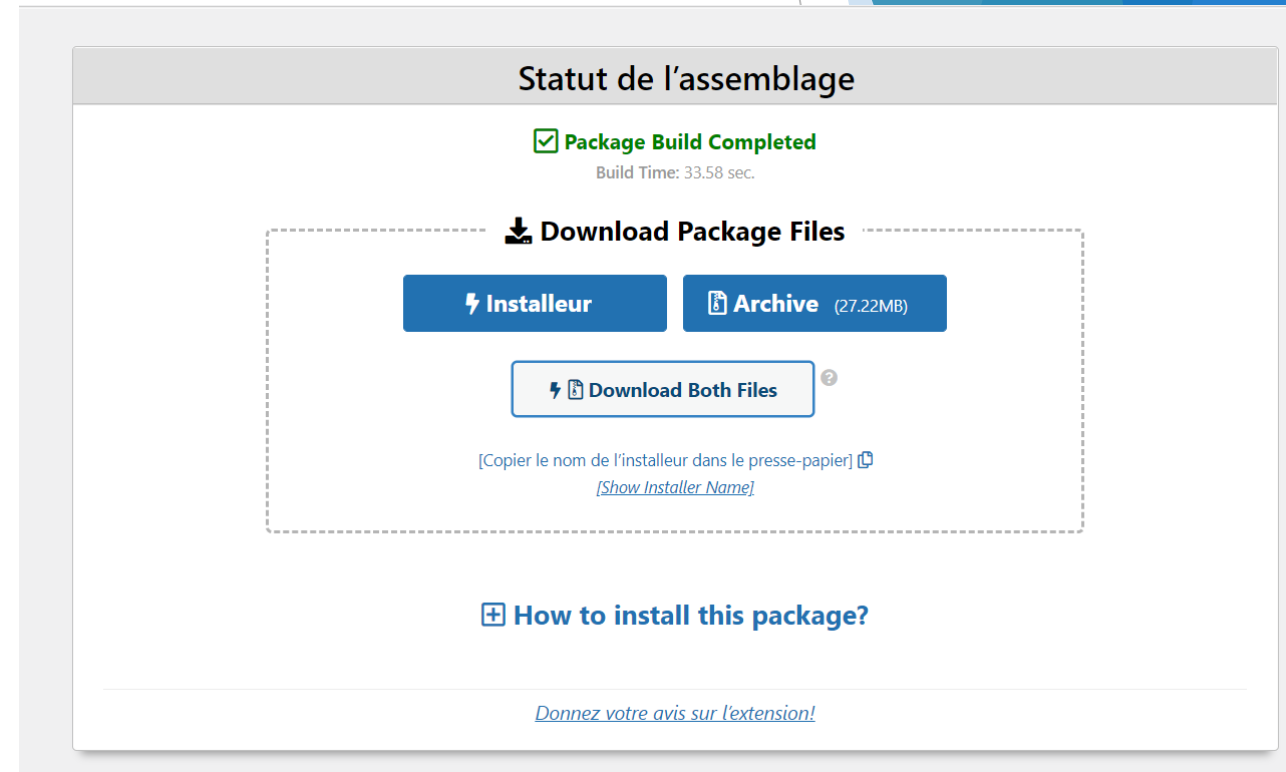 Statut de l’assemblage
Package Build Completed
Build Time: 33.58 sec.
Download Package Files
Installeur
Archive (27.22MB)
Download Both Files
[Copier le nom de l’installeur dans le presse-papier]
[Show Installer Name]
How to install this package?
Donnez votre avis sur l’extension!